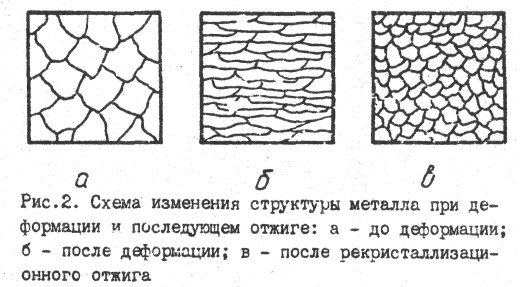 а б в
Рис.2. Схема изменения структуры металла при де-
формации и последующем отжиге: а - до деформации;
б - после деформации; в - после рекристаллизаци-
онного отжига